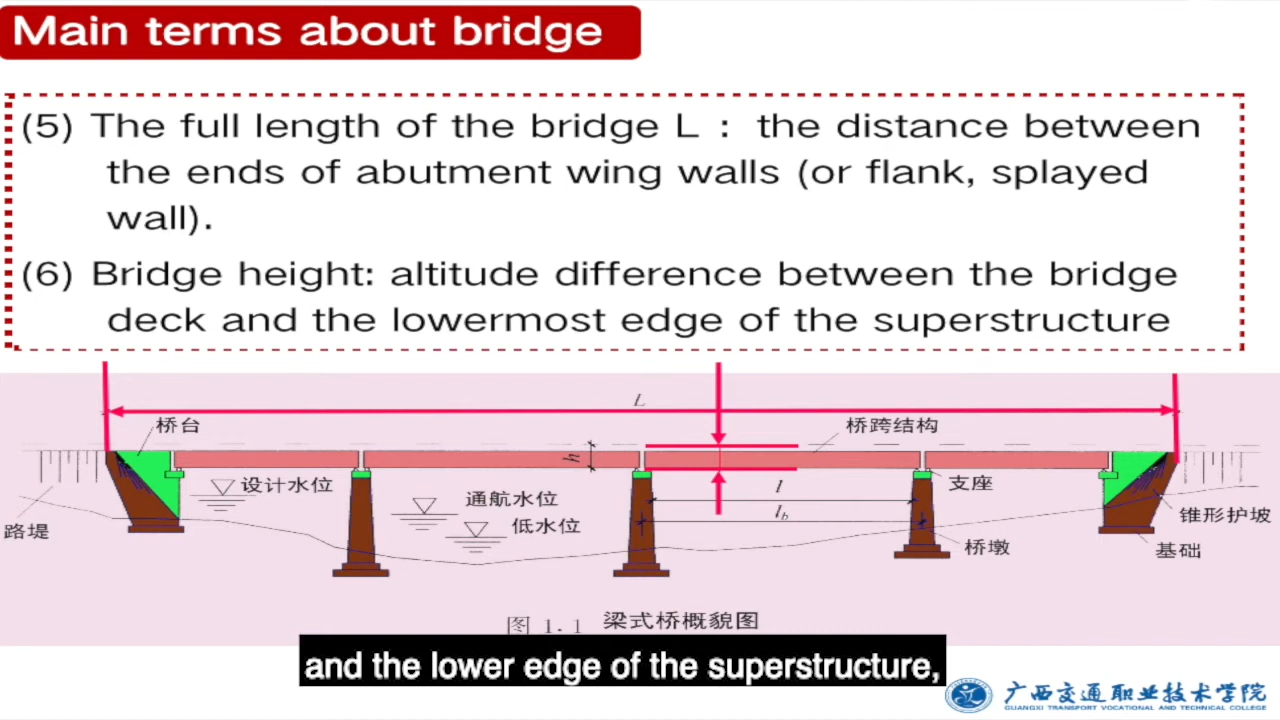 Main terms about bridge
(5) The full length of the bridge L : the distance between
the ends of abutment wing walls (or flank, splayed
wall).
(6) Bridge height: altitude difference between the bridge
deck and the lowermost edge of the superstructure
L
桥台
桥跨结构
h
设计水位
通航水位
低水位
l
l_b
支座
路堤
桥墩
锥形护坡
基础
图 1.1 梁式桥概貌图
and the lower edge of the superstructure,
广西交通职业技术学院
GUANGXI TRANSPORT VOCATIONAL AND TECHNICAL COLLEGE